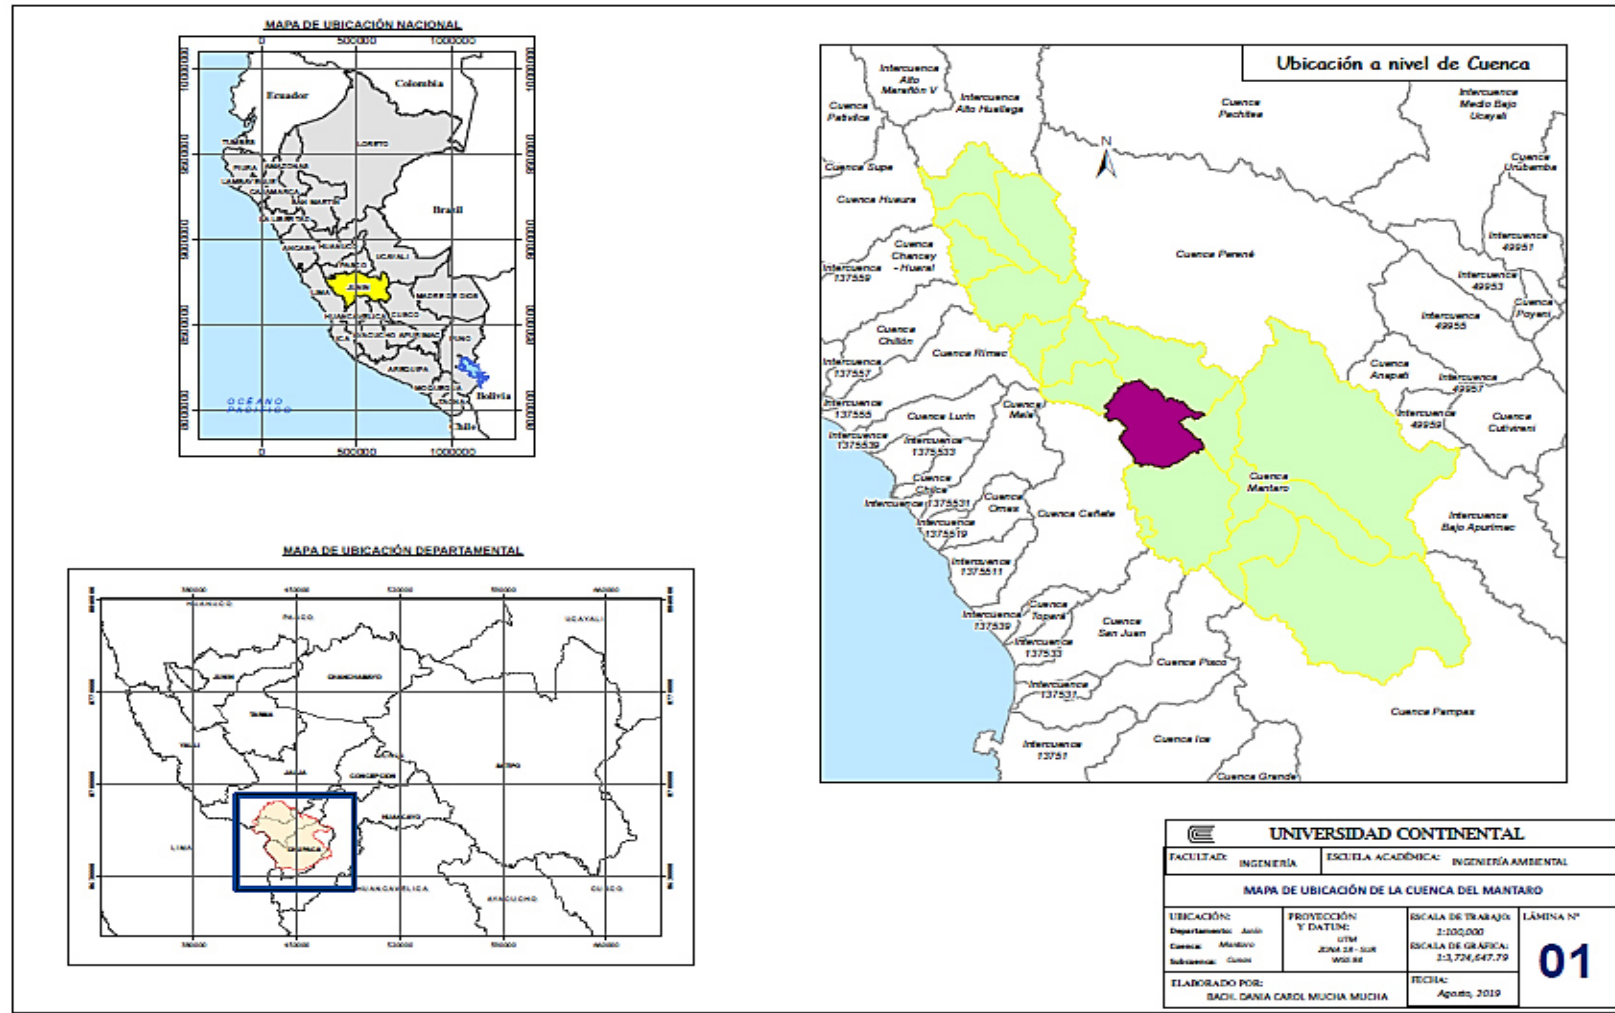 MAPA DE UBICACIÓN NACIONAL
0 500000 1000000
Colombia
Ecuador
LORETO
TUMBES
PIURA
AMAZONAS
LAMBAYEQUE
CAJAMARCA
SAN MARTIN
Brasil
LA LIBERTAD
ANCASH
HUANUCO
UCAYALI
PASCO
LIMA
JUNIN
MADRE DE DIOS
HUANCAVELICA
CUSCO
ICA
AYACUCHO
APURIMAC
PUNO
AREQUIPA
MOQUEGUA
Bolivia
TACNA
OCÉANO
PACÍFICO
Chile
0 500000 1000000
MAPA DE UBICACIÓN DEPARTAMENTAL
HUANUCO
PASCO
UCAYALI
JUNIN
CHANCHAMAYO
TARMA
YAULI
JAUJA
CONCEPCION
SATIPO
HUANCAYO
LIMA
CHUPACA
HUANCAVELICA
AYACUCHO
CUSCO
Ubicación a nivel de Cuenca
Intercuenca
Alto
Marañón V
Intercuenca
Alto Huallaga
Cuenca
Pativilca
Cuenca
Pachitea
Intercuenca
Medio Bajo
Ucayali
N
Cuenca Supe
Cuenca
Urubamba
Cuenca Huaura
Cuenca
Chancay
- Huaral
Cuenca Perené
Intercuenca
49951
Intercuenca
137559
Intercuenca
49953
Cuenca
Poyeni
Intercuenca
49955
Cuenca
Chillón
Cuenca Rímac
Intercuenca
137557
Cuenca
Anapati
Intercuenca
49957
Intercuenca
137555
Cuenca Lurín
Cuenca
Mala
Intercuenca
49959
Cuenca
Cutivireni
Intercuenca
1375539
Intercuenca
1375533
Cuenca
Chilca
Intercuenca 1375531
Cuenca
Omas
Cuenca
Mantaro
Cuenca Cañete
Intercuenca
1375519
Intercuenca
Bajo Apurímac
Intercuenca
1375511
Intercuenca
137539
Cuenca
Topará
Cuenca
San Juan
Intercuenca
137533
Cuenca Pisco
Intercuenca
137531
Cuenca Pampas
Intercuenca
13751
Cuenca Ica
Cuenca Grande
UNIVERSIDAD CONTINENTAL
FACULTAD: INGENIERÍA ESCUELA ACADÉMICA: INGENIERÍA AMBIENTAL
MAPA DE UBICACIÓN DE LA CUENCA DEL MANTARO
UBICACIÓN:
Departamento: Junín
Cuenca: Mantaro
Subcuenca: Cunas
PROYECCIÓN
Y DATUM:
UTM
ZONA 18 - SUR
WGS 84
ESCALA DE TRABAJO:
1:100,000
ESCALA DE GRÁFICA:
1:3,724,647.79
LÁMINA Nº
01
ELABORADO POR:
BACH. DANIA CAROL MUCHA MUCHA
FECHA:
Agosto, 2019